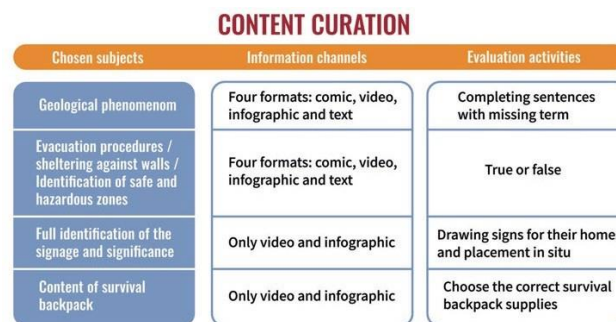 CONTENT CURATION
Chosen subjects
Information channels
Evaluation activities
Geological phenomenom
Four formats: comic, video,
infographic and text
Completing sentences
with missing term
Evacuation procedures /
sheltering against walls /
Identification of safe and
hazardous zones
Four formats: comic, video,
infographic and text
True or false
Full identification of the
signage and significance
Only video and infographic
Drawing signs for their home
and placement in situ
Content of survival
backpack
Only video and infographic
Choose the correct survival
backpack supplies